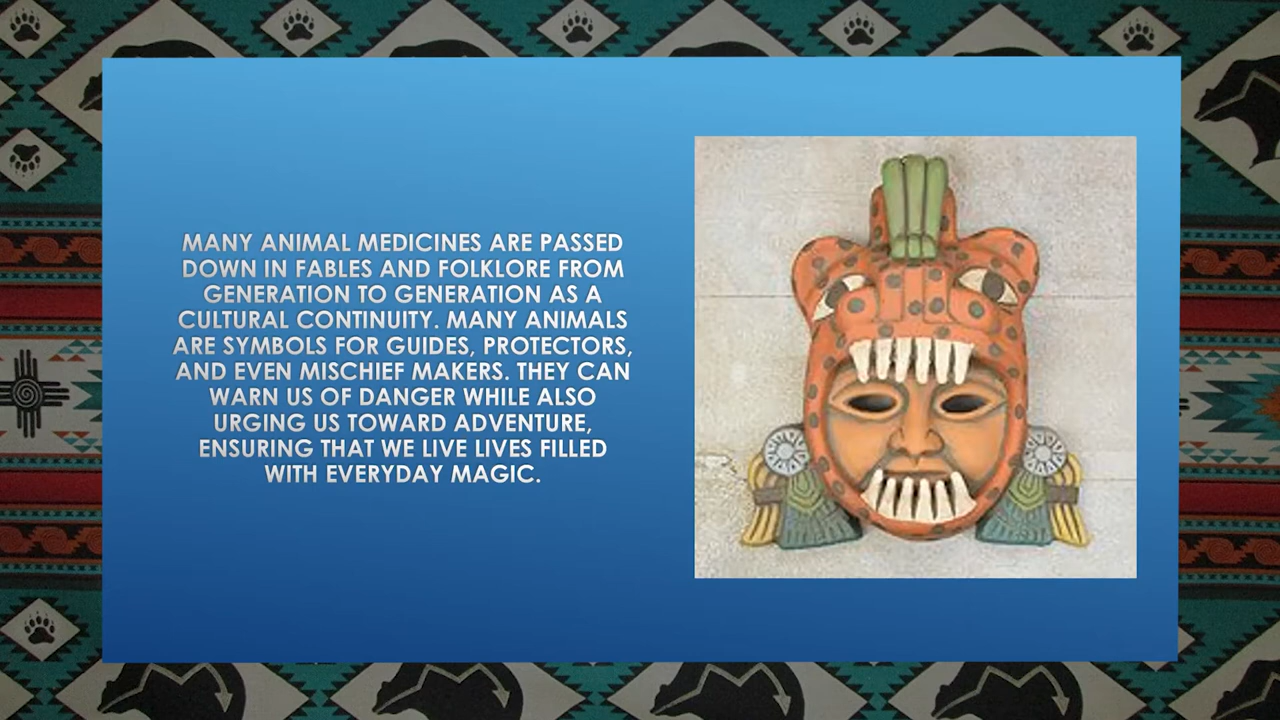 MANY ANIMAL MEDICINES ARE PASSED
DOWN IN FABLES AND FOLKLORE FROM
GENERATION TO GENERATION AS A
CULTURAL CONTINUITY. MANY ANIMALS
ARE SYMBOLS FOR GUIDES, PROTECTORS,
AND EVEN MISCHIEF MAKERS. THEY CAN
WARN US OF DANGER WHILE ALSO
URGING US TOWARD ADVENTURE,
ENSURING THAT WE LIVE LIVES FILLED
WITH EVERYDAY MAGIC.